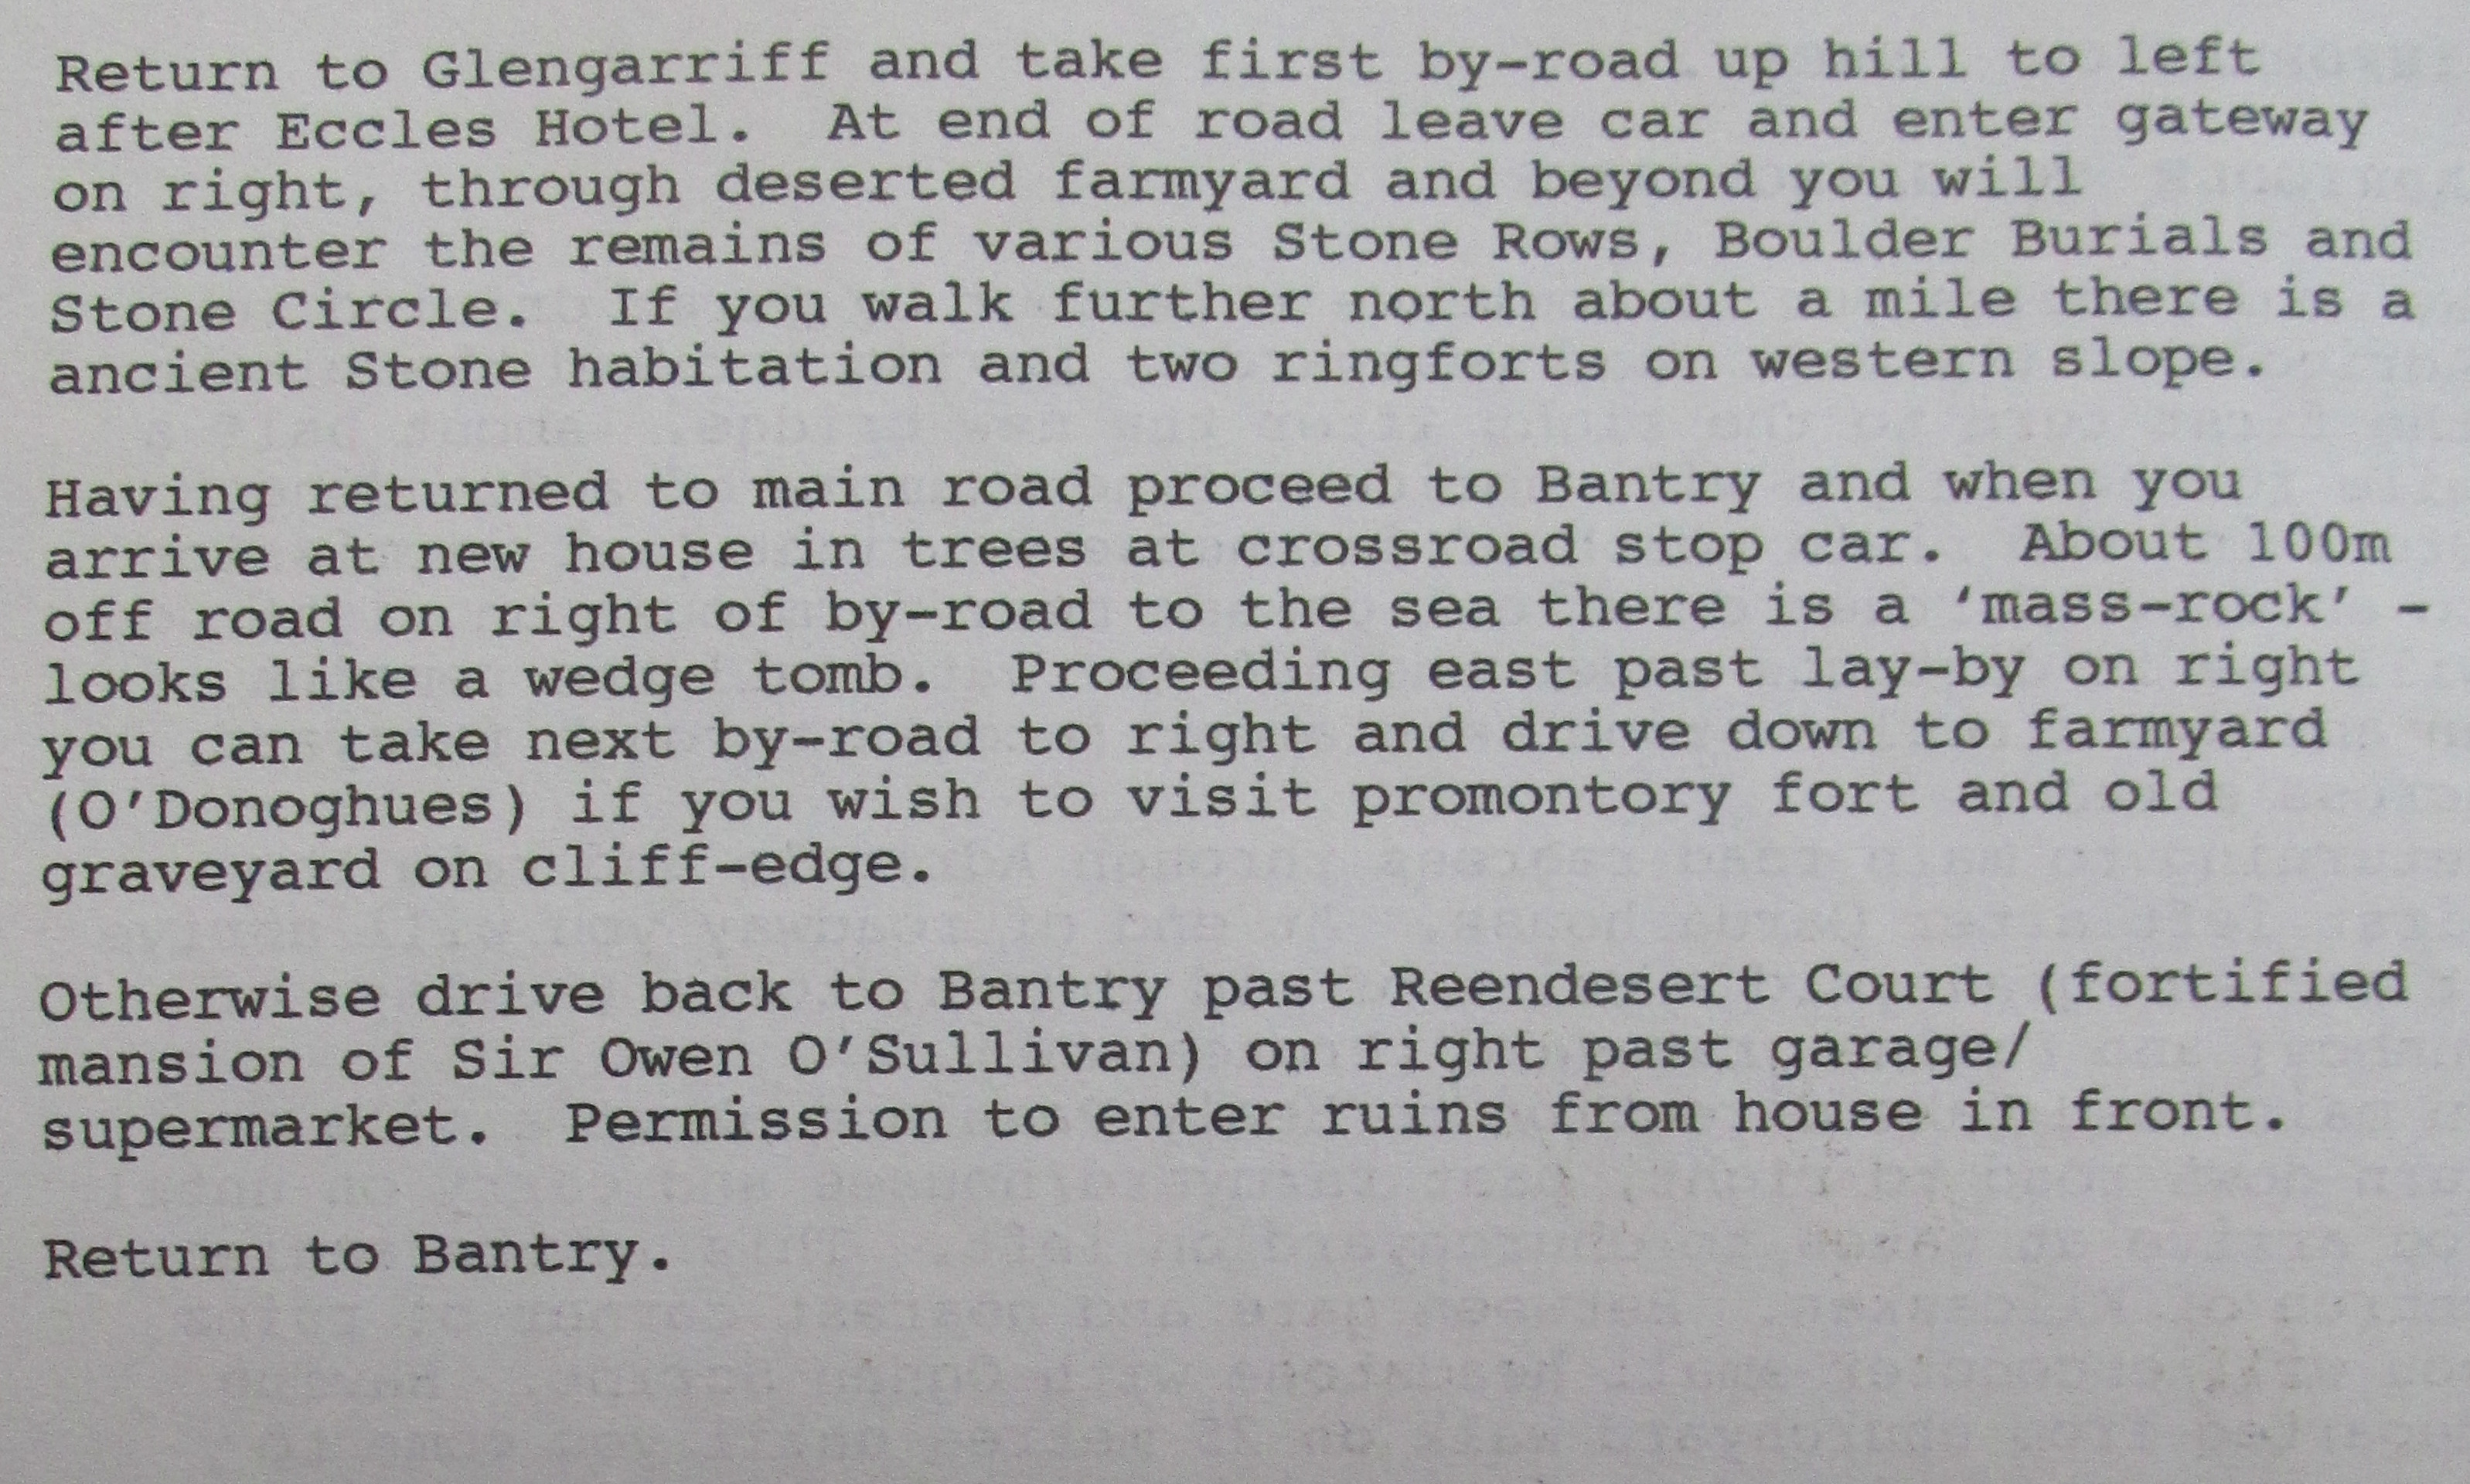 Return to Glengarriff and take first by-road up hill to left
after Eccles Hotel.  At end of road leave car and enter gateway
on right, through deserted farmyard and beyond you will
encounter the remains of various Stone Rows, Boulder Burials and
Stone Circle.  If you walk further north about a mile there is a
ancient Stone habitation and two ringforts on western slope.

Having returned to main road proceed to Bantry and when you
arrive at new house in trees at crossroad stop car.  About 100m
off road on right of by-road to the sea there is a ‘mass-rock’ -
looks like a wedge tomb.  Proceeding east past lay-by on right
you can take next by-road to right and drive down to farmyard
(O'Donoghues) if you wish to visit promontory fort and old
graveyard on cliff-edge.

Otherwise drive back to Bantry past Reendesert Court (fortified
mansion of Sir Owen O'Sullivan) on right past garage/
supermarket.  Permission to enter ruins from house in front.

Return to Bantry.